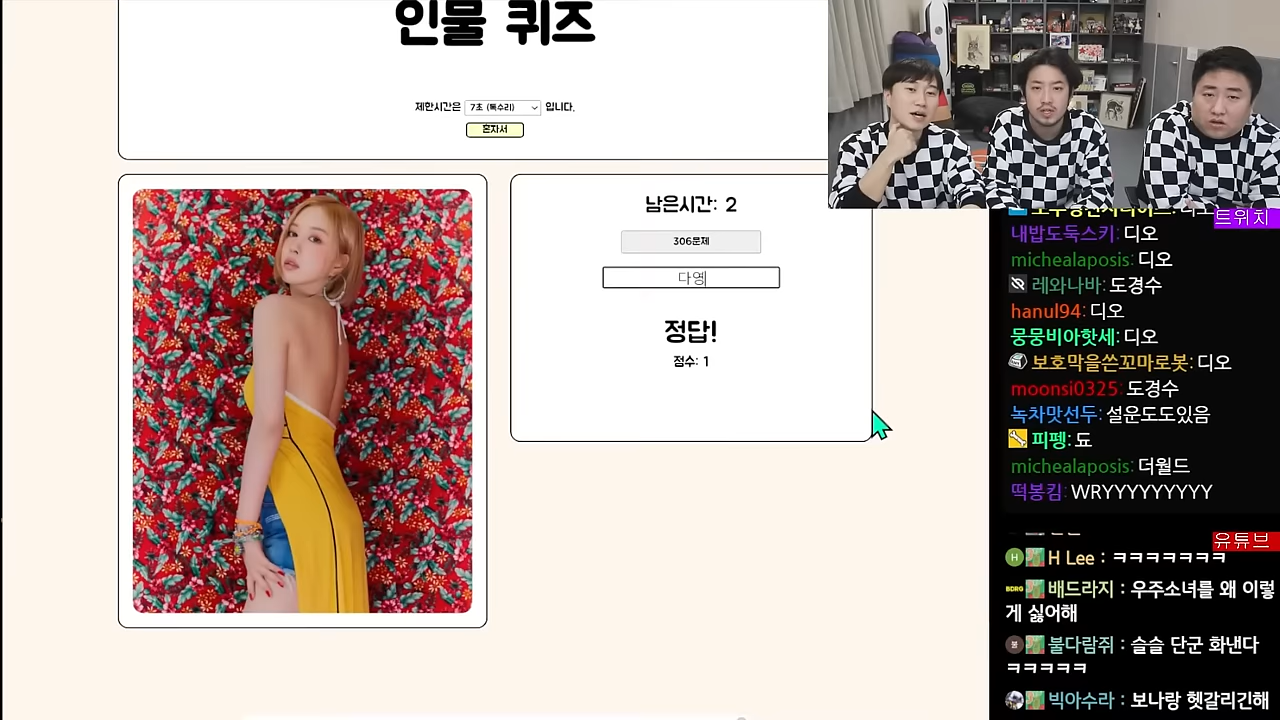 인물 퀴즈
제한시간은 7초 (독수리) 입니다.
혼자서
남은시간: 2
306문제
다영
정답!
점수: 1
트위치
내밥도둑스키: 디오
michealaposis: 디오
레와나바: 도경수
hanul94: 디오
뭉뭉비아핫세: 디오
보호막을쓴꼬마로봇: 디오
moonsi0325: 도경수
녹차맛선두: 설운도도있음
피펭: 됴
michealaposis: 더월드
떡봉킴: WRYYYYYYYYY
유튜브
H Lee : ㅋㅋㅋㅋㅋㅋㅋ
배드라지 : 우주소녀를 왜 이렇
게 싫어해
불다람쥐 : 슬슬 단군 화낸다
ㅋㅋㅋㅋㅋ
빅아수라 : 보나랑 헷갈리긴해